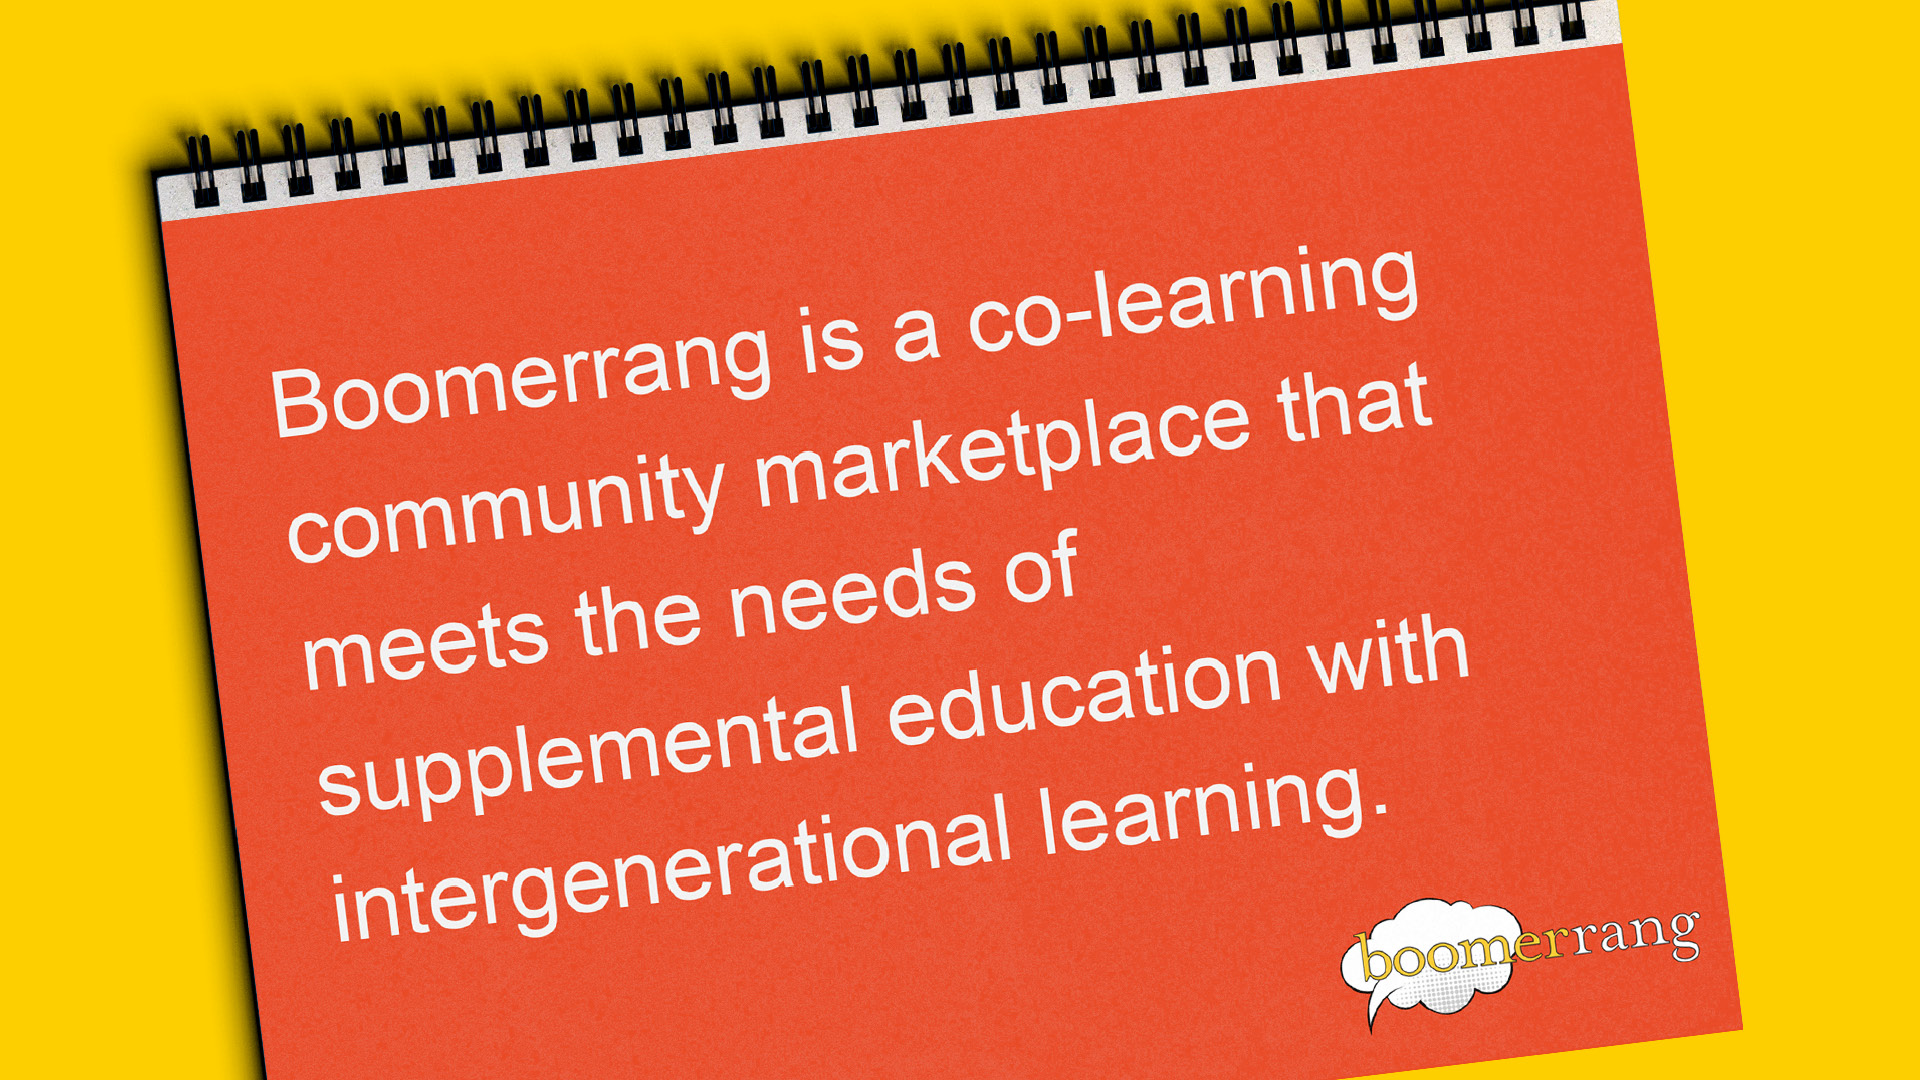 Boomerrang is a co-learning
community marketplace that
meets the needs of
supplemental education with
intergenerational learning.
boomerrang